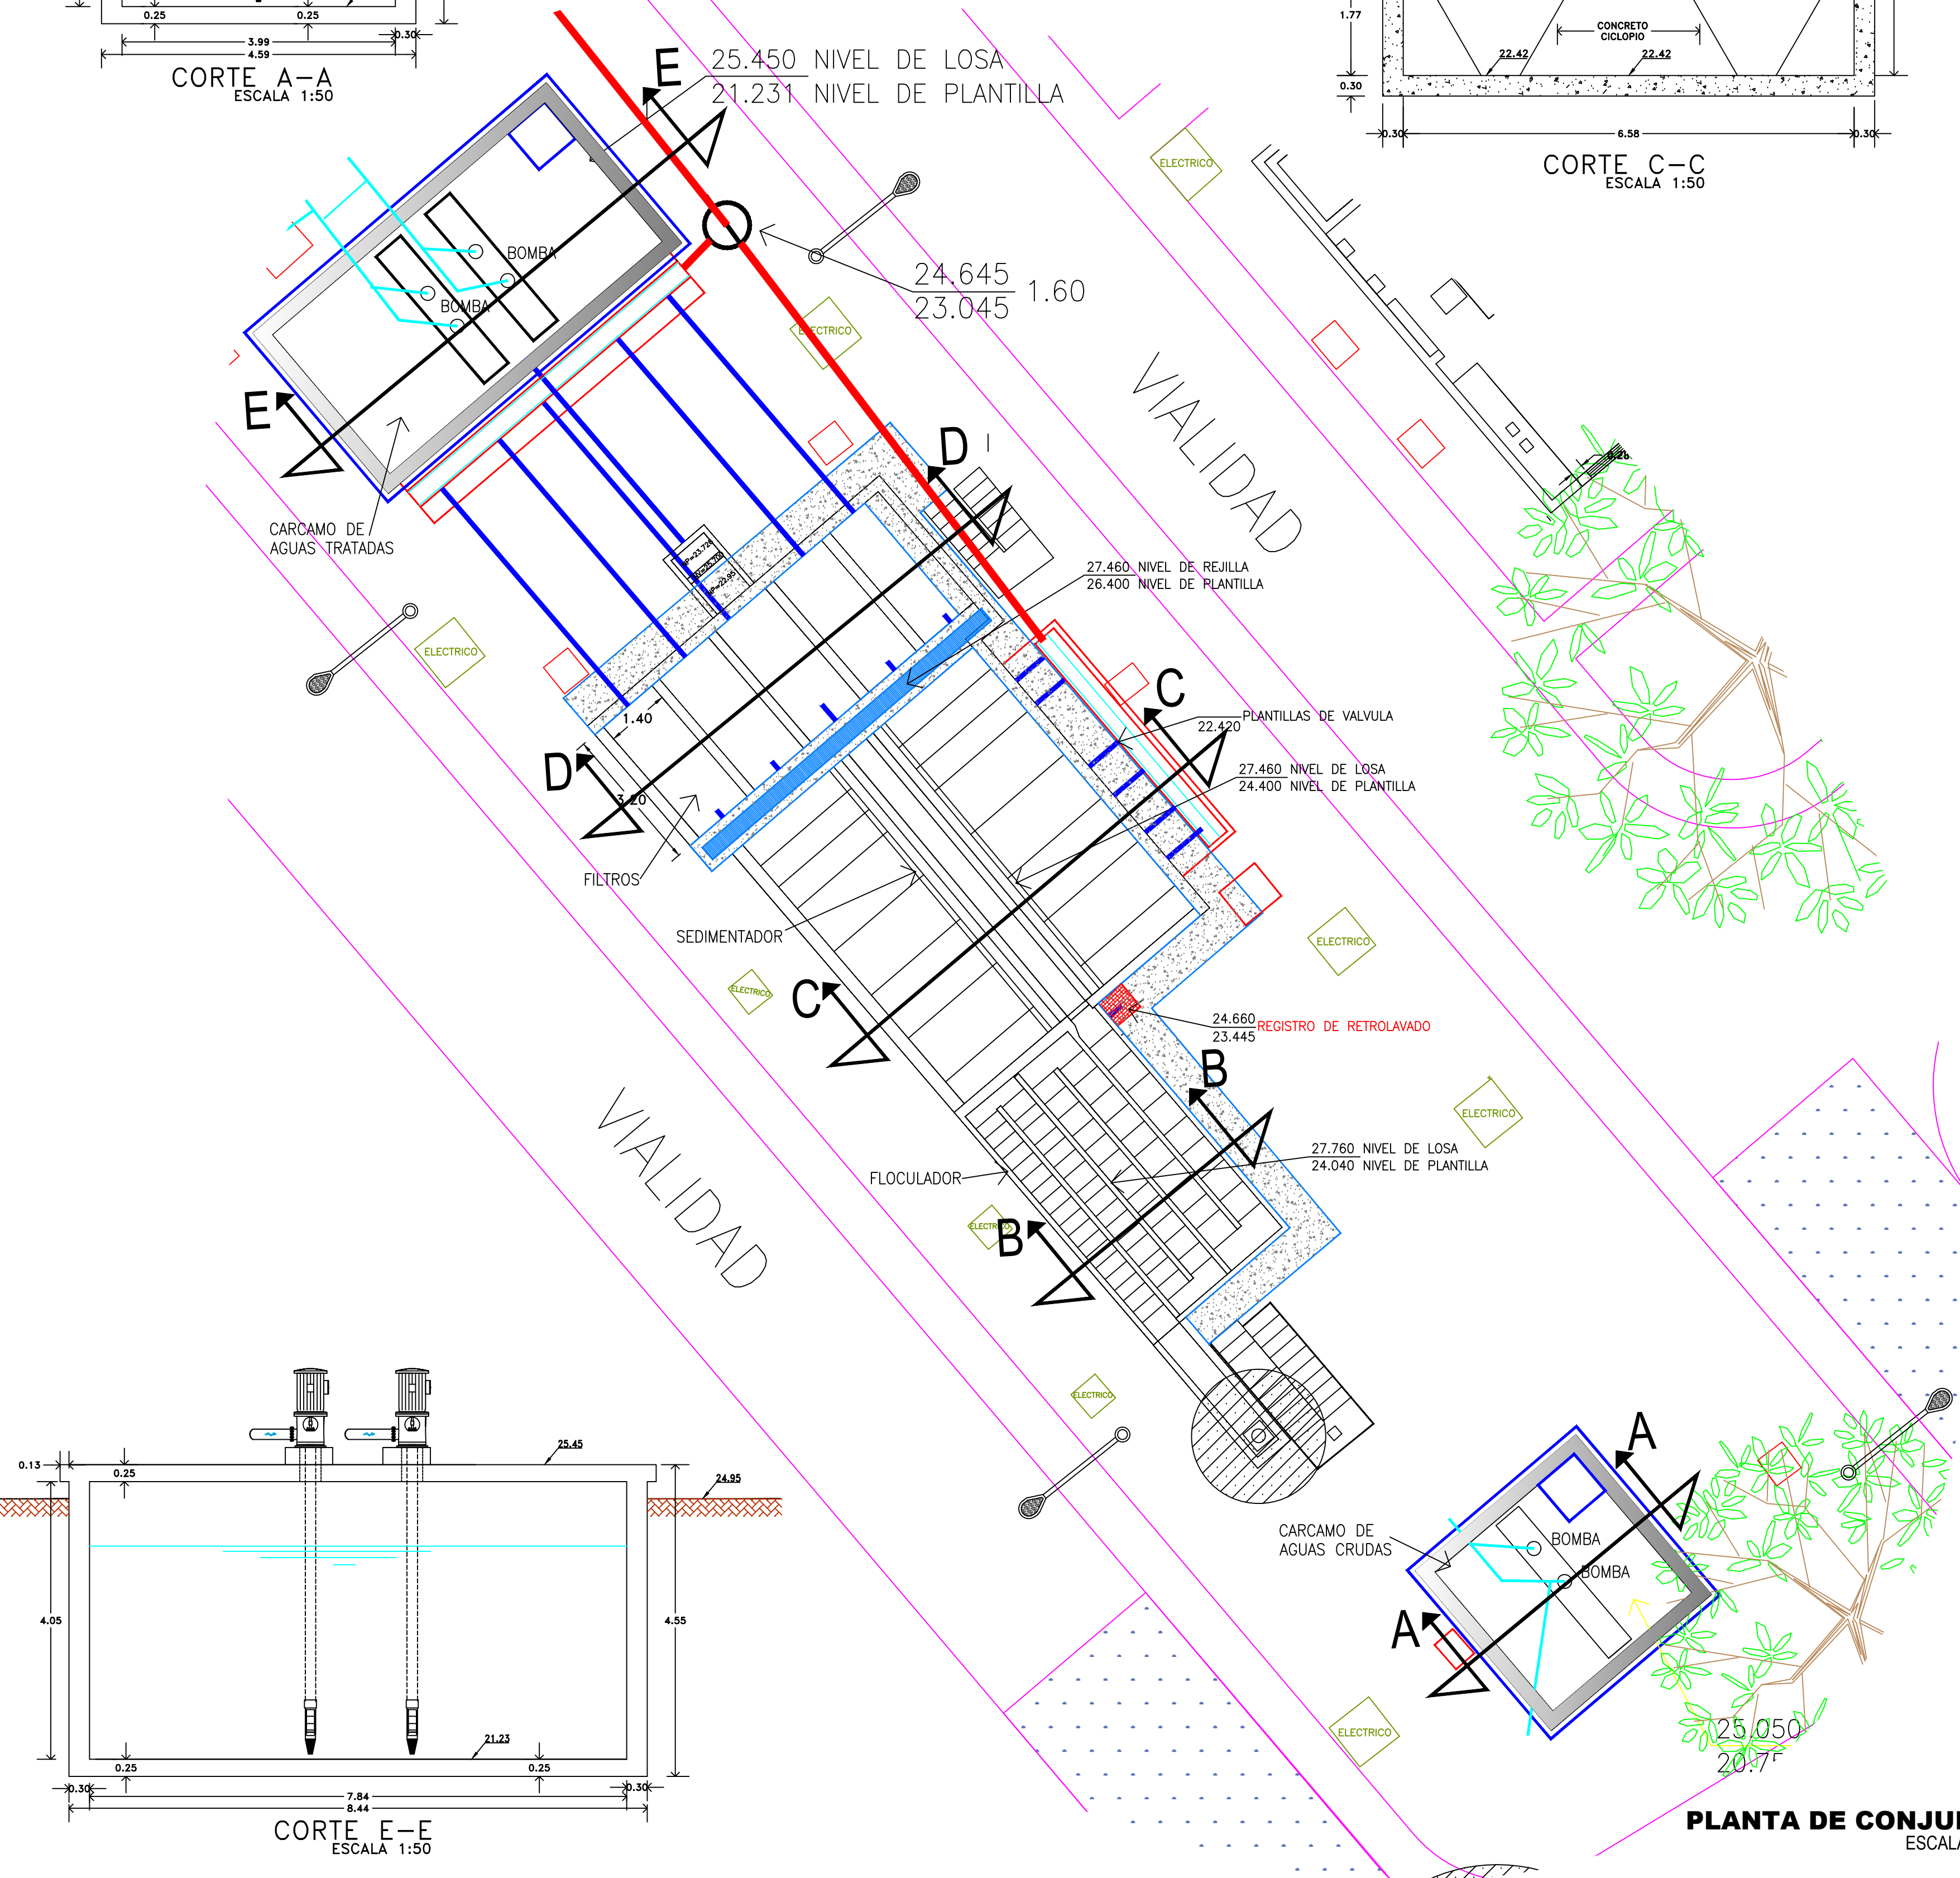 0.25
0.25
3.99
0.30
4.59
CORTE A-A
ESCALA 1:50
1.77
CONCRETO
CICLOPIO
22.42
22.42
0.30
0.30
6.58
0.30
CORTE C-C
ESCALA 1:50
E
25.450 NIVEL DE LOSA
21.231 NIVEL DE PLANTILLA
ELECTRICO
BOMBA
BOMBA
24.645
23.045
1.60
ELECTRICO
E
VIALIDAD
D
CARCAMO DE
AGUAS TRATADAS
27.460 NIVEL DE REJILLA
26.400 NIVEL DE PLANTILLA
ELECTRICO
C
1.40
PLANTILLAS DE VALVULA
22.420
D
27.460 NIVEL DE LOSA
24.400 NIVEL DE PLANTILLA
3.20
FILTROS
SEDIMENTADOR
ELECTRICO
C
ELECTRICO
24.660
23.445
REGISTRO DE RETROLAVADO
B
ELECTRICO
VIALIDAD
27.760 NIVEL DE LOSA
24.040 NIVEL DE PLANTILLA
FLOCULADOR
B
ELECTRICO
ELECTRICO
A
CARCAMO DE
AGUAS CRUDAS
BOMBA
BOMBA
A
ELECTRICO
25.050
0.13
0.25
25.45
24.95
4.05
4.55
21.23
0.25
0.25
0.30
7.84
0.30
8.44
CORTE E-E
ESCALA 1:50
PLANTA DE